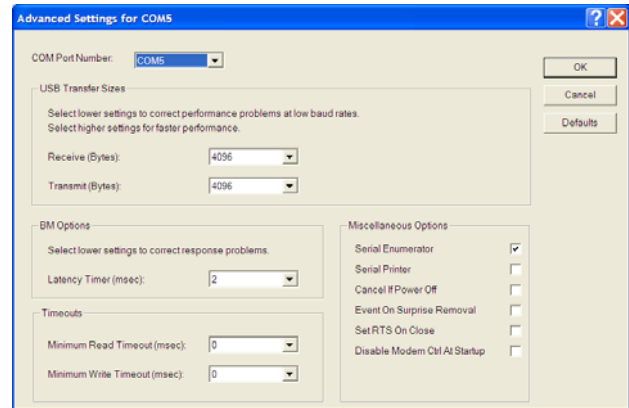 Advanced Settings for COM5
COM Port Number: COM5
OK
Cancel
Defaults
USB Transfer Sizes
Select lower settings to correct performance problems at low baud rates.
Select higher settings for faster performance.
Receive (Bytes): 4096
Transmit (Bytes): 4096
BM Options
Select lower settings to correct response problems.
Latency Timer (msec): 2
Timeouts
Minimum Read Timeout (msec): 0
Minimum Write Timeout (msec): 0
Miscellaneous Options
Serial Enumerator
Serial Printer
Cancel If Power Off
Event On Surprise Removal
Set RTS On Close
Disable Modem Ctrl At Startup